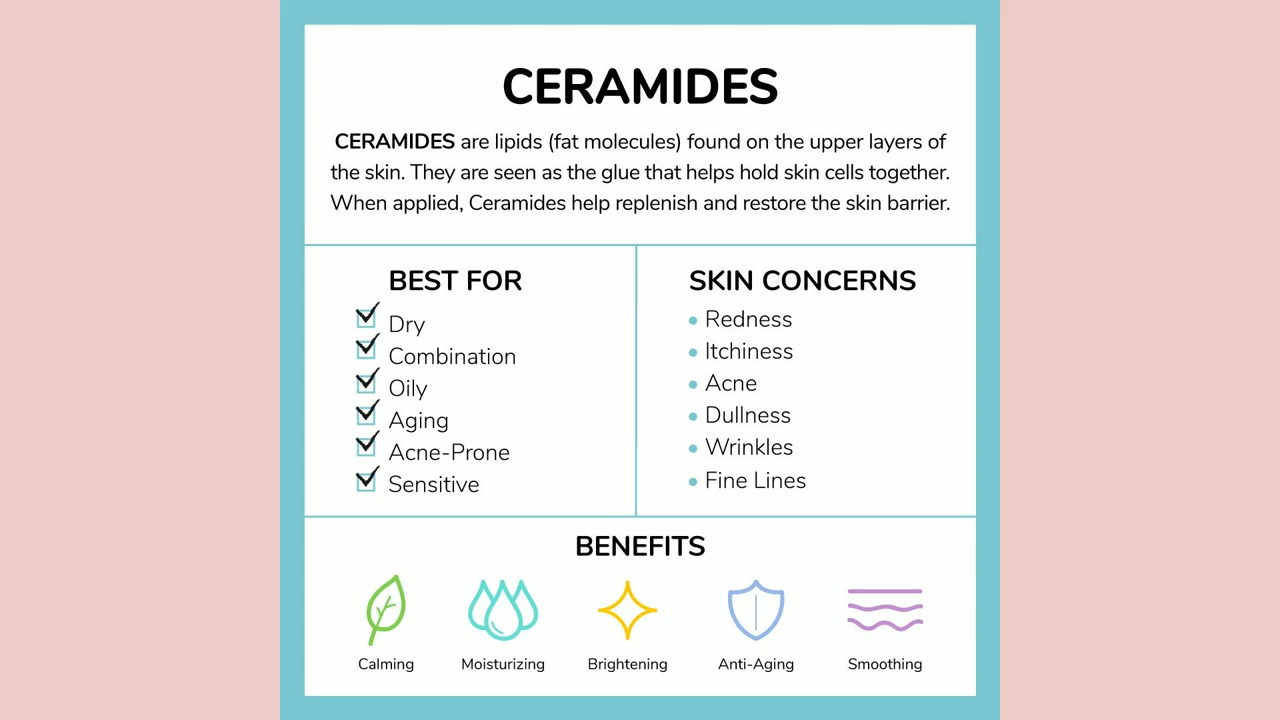 CERAMIDES
CERAMIDES are lipids (fat molecules) found on the upper layers of
the skin. They are seen as the glue that helps hold skin cells together.
When applied, Ceramides help replenish and restore the skin barrier.
BEST FOR
Dry
Combination
Oily
Aging
Acne-Prone
Sensitive
SKIN CONCERNS
Redness
Itchiness
Acne
Dullness
Wrinkles
Fine Lines
BENEFITS
Calming
Moisturizing
Brightening
Anti-Aging
Smoothing